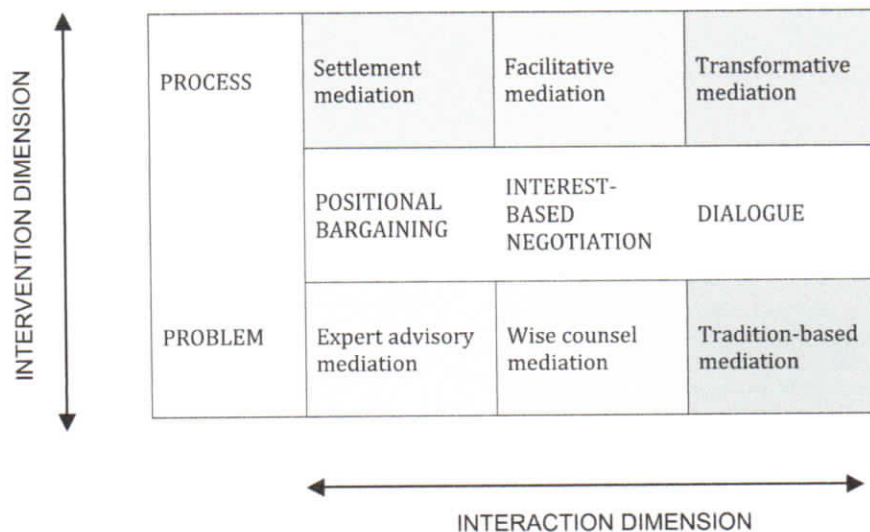 INTERVENTION DIMENSION
PROCESS
Settlement
mediation
Facilitative
mediation
Transformative
mediation
POSITIONAL
BARGAINING
INTEREST-
BASED
NEGOTIATION
DIALOGUE
PROBLEM
Expert advisory
mediation
Wise counsel
mediation
Tradition-based
mediation
INTERACTION DIMENSION